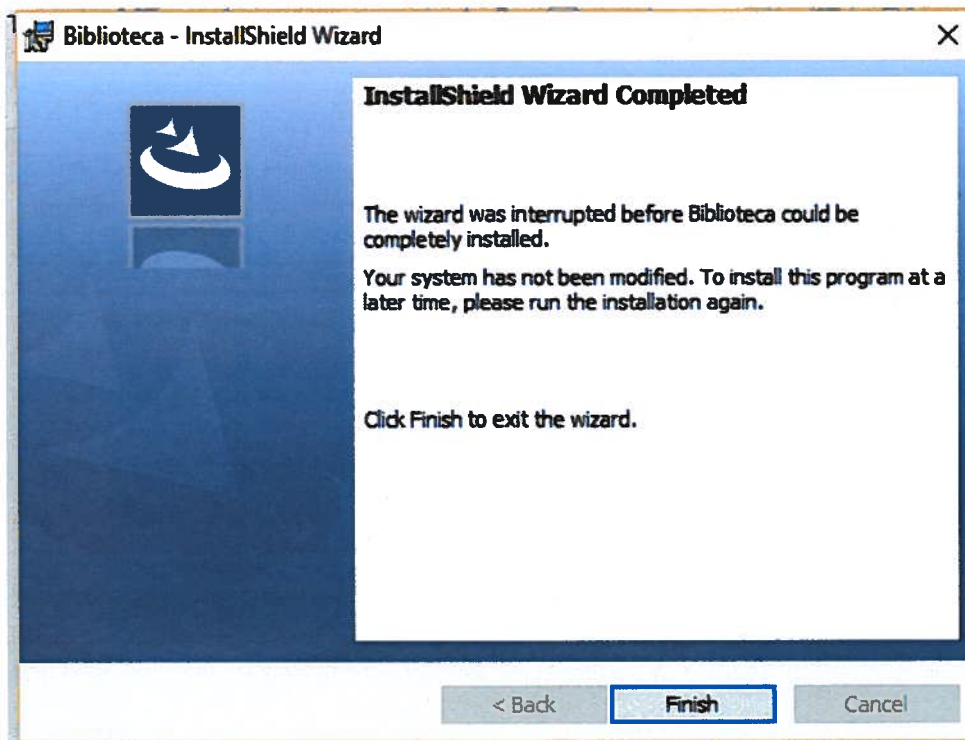 Biblioteca - InstallShield Wizard
InstallShield Wizard Completed
The wizard was interrupted before Biblioteca could be
completely installed.
Your system has not been modified. To install this program at a
later time, please run the installation again.
Click Finish to exit the wizard.
< Back
Finish
Cancel